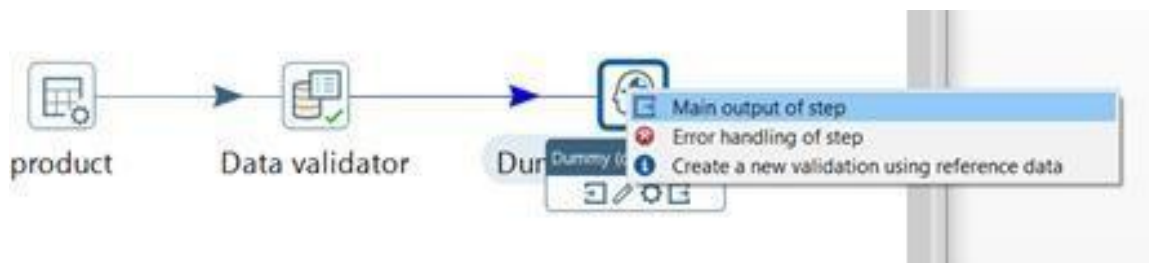 product
Data validator
Dur
Dummy (c
Main output of step
Error handling of step
Create a new validation using reference data